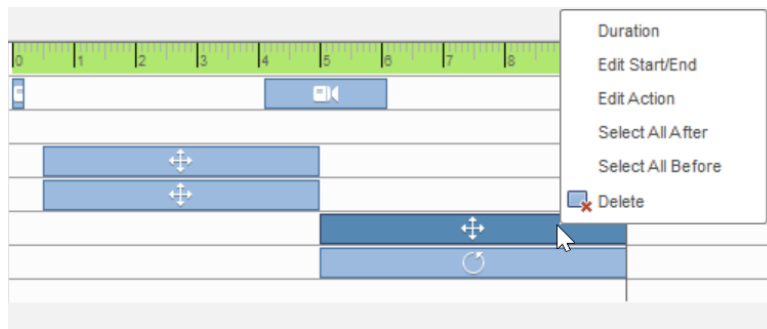 0 1 2 3 4 5 6 7 8
Duration
Edit Start/End
Edit Action
Select All After
Select All Before
Delete